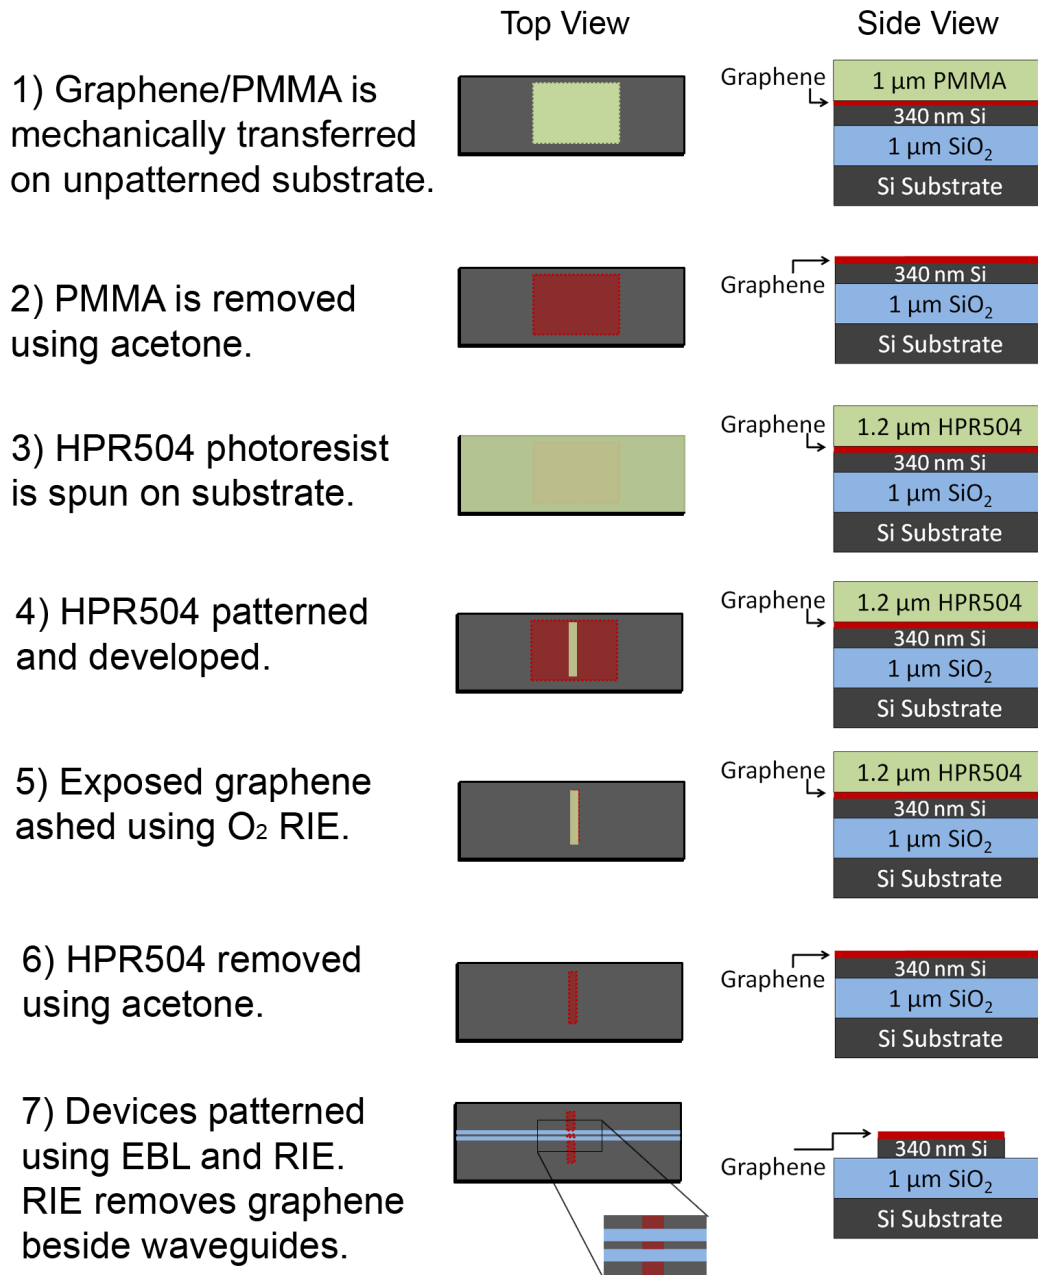 Top View
Side View
1) Graphene/PMMA is
mechanically transferred
on unpatterned substrate.
Graphene
1 µm PMMA
340 nm Si
1 µm SiO₂
Si Substrate
2) PMMA is removed
using acetone.
Graphene
340 nm Si
1 µm SiO₂
Si Substrate
3) HPR504 photoresist
is spun on substrate.
Graphene
1.2 µm HPR504
340 nm Si
1 µm SiO₂
Si Substrate
4) HPR504 patterned
and developed.
Graphene
1.2 µm HPR504
340 nm Si
1 µm SiO₂
Si Substrate
5) Exposed graphene
ashed using O₂ RIE.
Graphene
1.2 µm HPR504
340 nm Si
1 µm SiO₂
Si Substrate
6) HPR504 removed
using acetone.
Graphene
340 nm Si
1 µm SiO₂
Si Substrate
7) Devices patterned
using EBL and RIE.
RIE removes graphene
beside waveguides.
Graphene
340 nm Si
1 µm SiO₂
Si Substrate